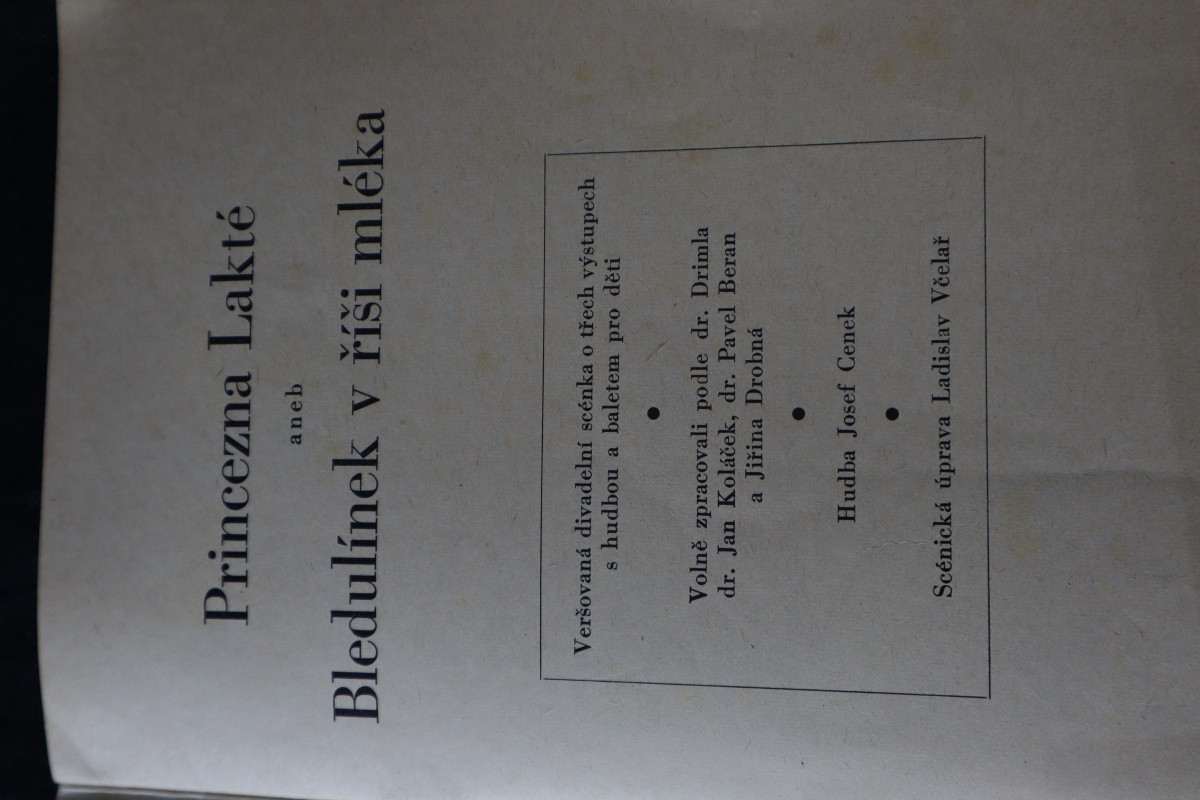 Princezna Lakté
aneb
Bledulínek v říši mléka
Veršovaná divadelní scénka o třech výstupech
s hudbou a baletem pro děti
●
Volně zpracovali podle dr. Drimla
dr. Jan Koláček, dr. Pavel Beran
a Jiřina Drobná
●
Hudba Josef Cenek
●
Scénická úprava Ladislav Včelař